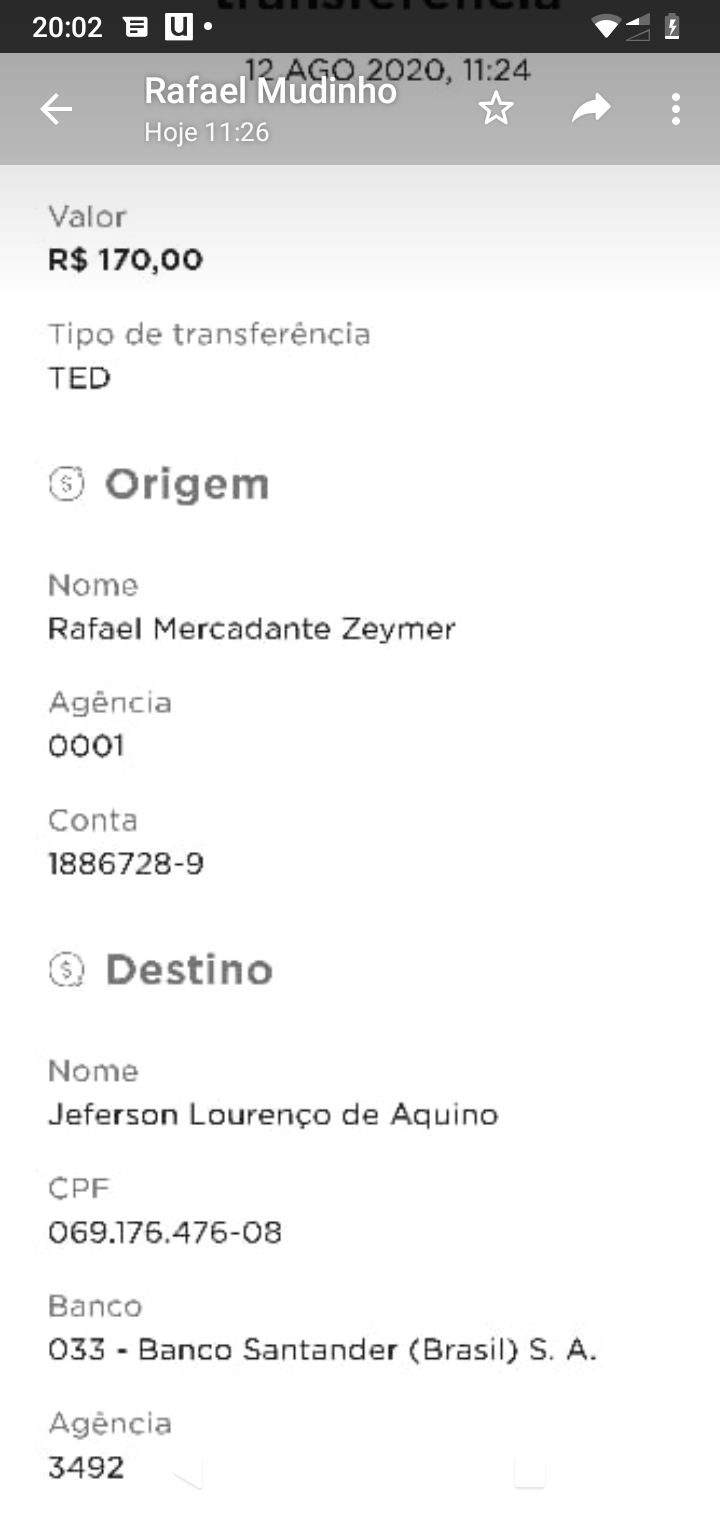 20:02
transferência
12 AGO 2020, 11:24
Rafael Mudinho
Hoje 11:26
Valor
R$ 170,00
Tipo de transferência
TED
Origem
Nome
Rafael Mercadante Zeymer
Agência
0001
Conta
1886728-9
Destino
Nome
Jeferson Lourenço de Aquino
CPF
069.176.476-08
Banco
033 - Banco Santander (Brasil) S. A.
Agência
3492